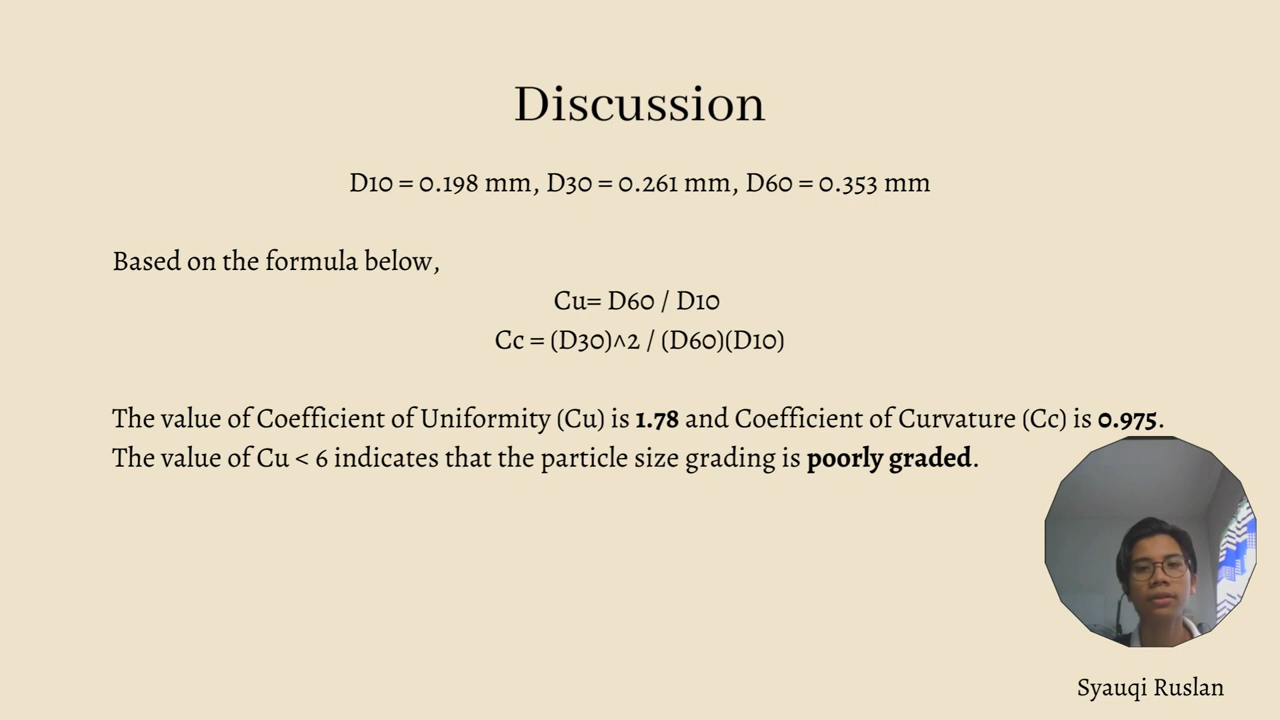 Discussion
D10 = 0.198 mm, D30 = 0.261 mm, D60 = 0.353 mm
Based on the formula below,
Cu= D60 / D10
Cc = (D30)^2 / (D60)(D10)
The value of Coefficient of Uniformity (Cu) is 1.78 and Coefficient of Curvature (Cc) is 0.975.
The value of Cu < 6 indicates that the particle size grading is poorly graded.
Syauqi Ruslan